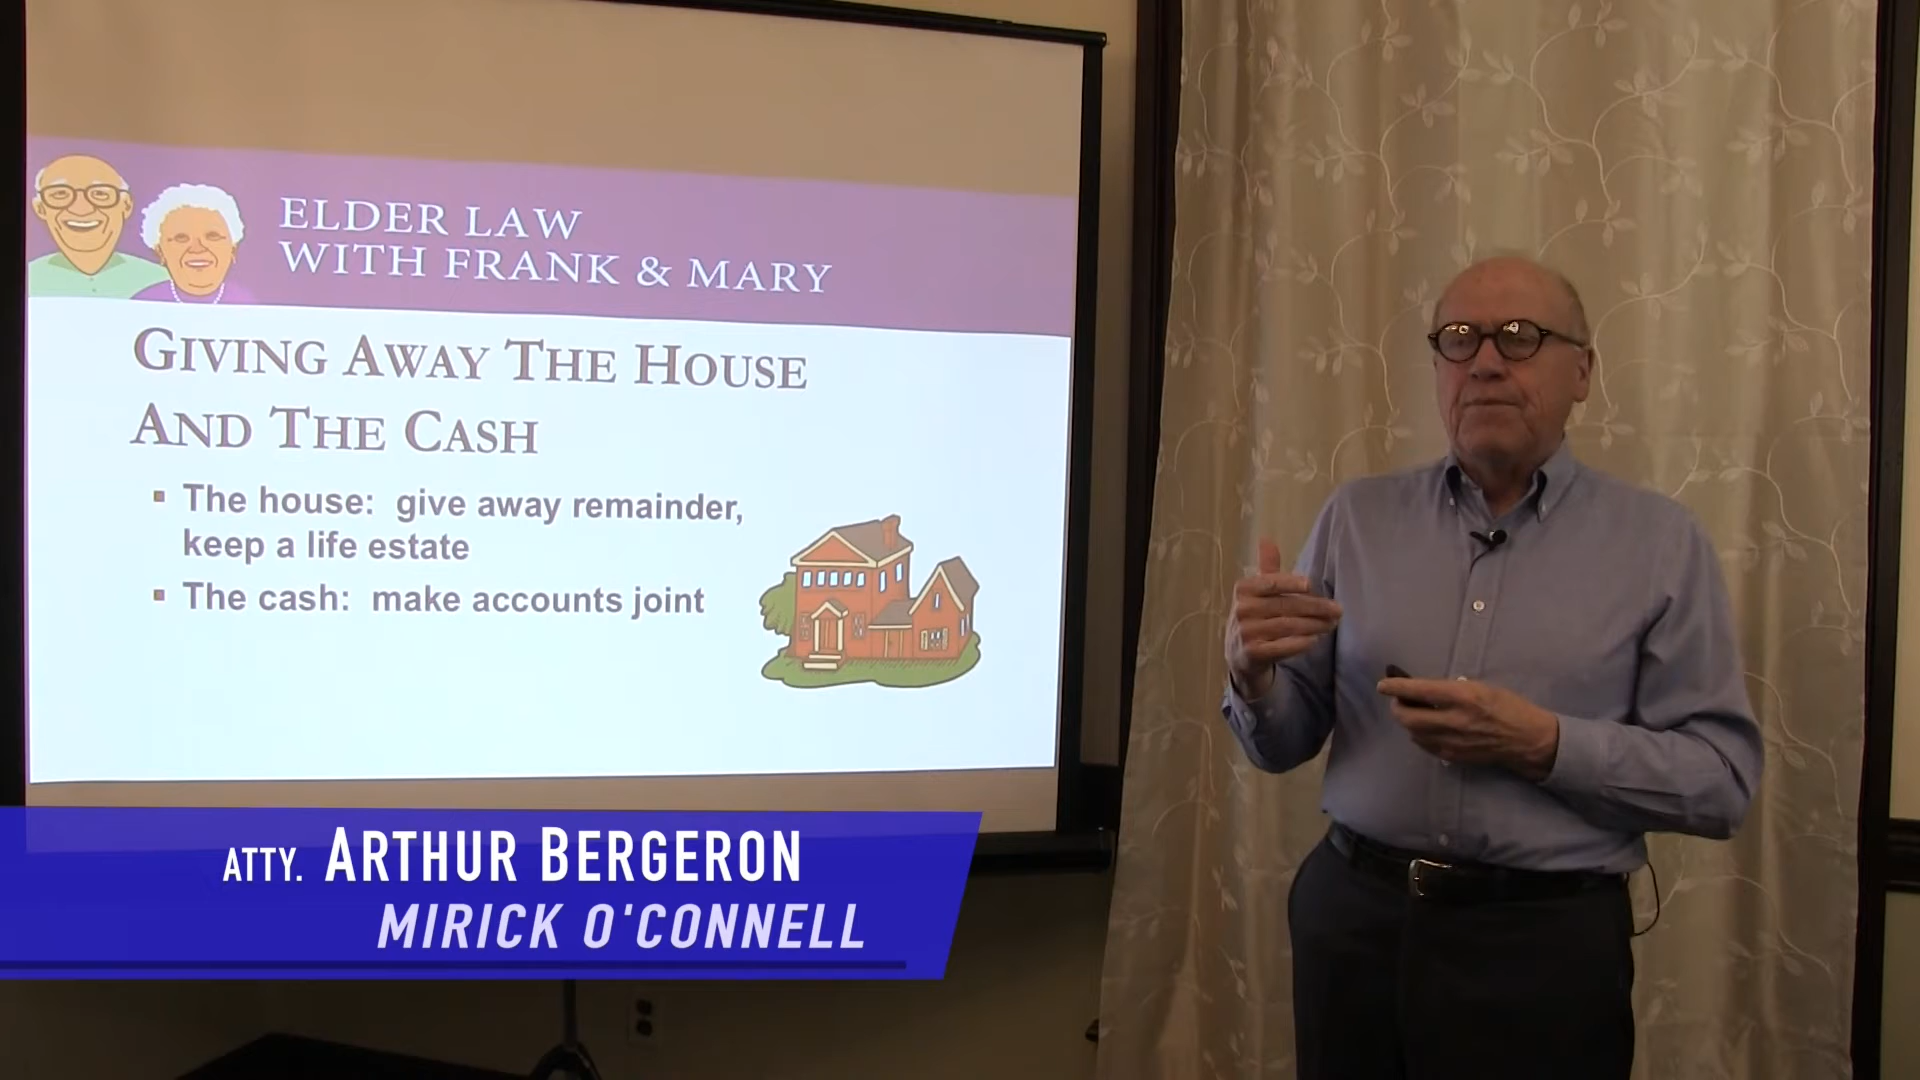 ELDER LAW
WITH FRANK & MARY
GIVING AWAY THE HOUSE
AND THE CASH
▪ The house:  give away remainder,
keep a life estate
▪ The cash:  make accounts joint
ATTY. ARTHUR BERGERON
MIRICK O'CONNELL